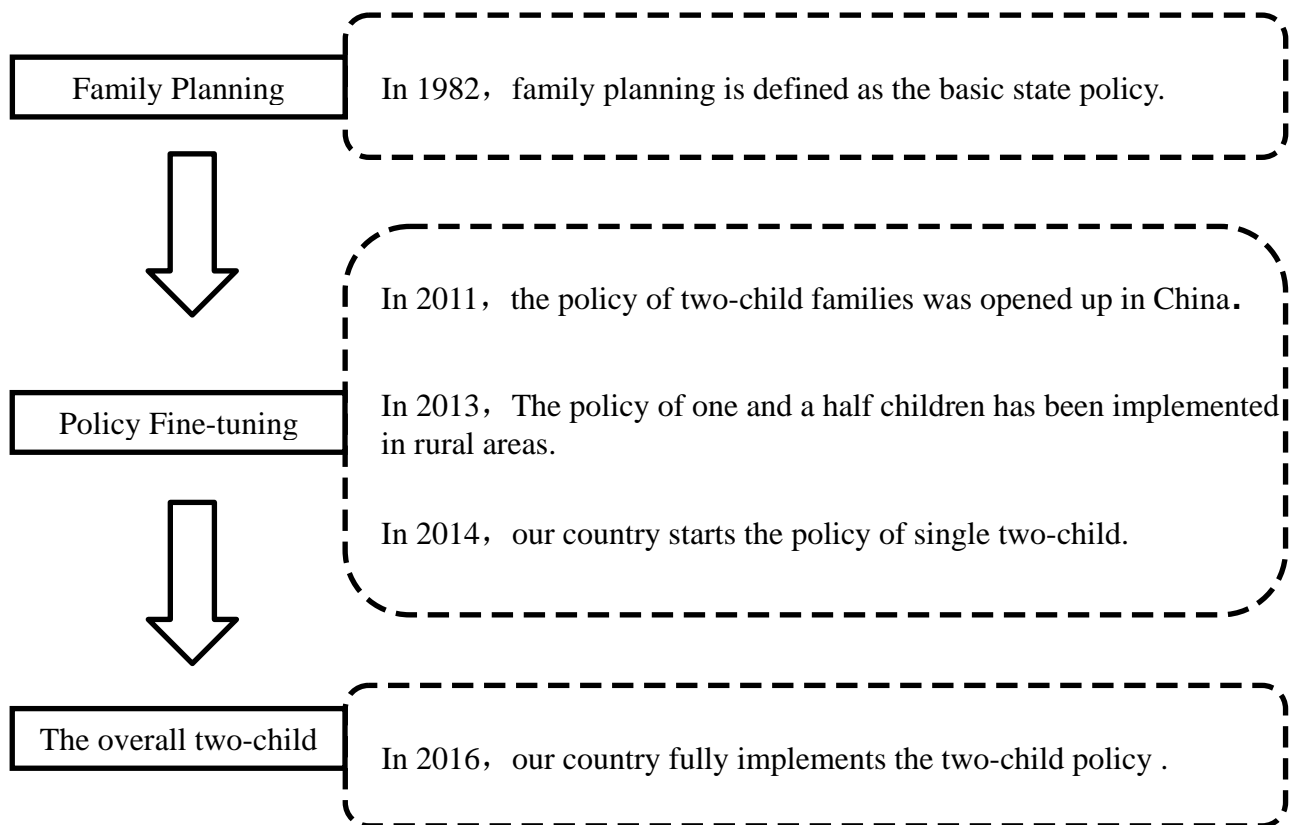 Family Planning
In 1982，family planning is defined as the basic state policy.
In 2011，the policy of two-child families was opened up in China.
Policy Fine-tuning
In 2013，The policy of one and a half children has been implemented
in rural areas.
In 2014，our country starts the policy of single two-child.
The overall two-child
In 2016，our country fully implements the two-child policy .